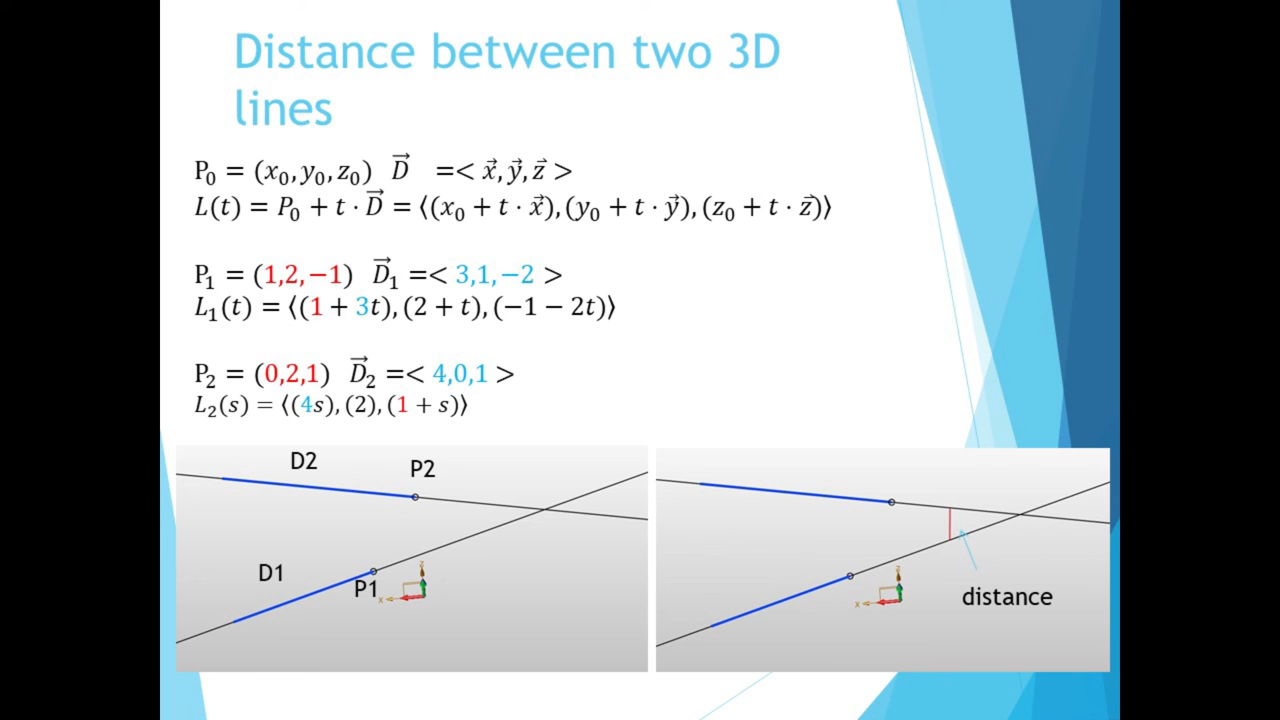 Distance between two 3D
lines
P₀ = (x₀, y₀, z₀)  D⃗  =< x⃗, y⃗, z⃗ >
L(t) = P₀ + t · D⃗ = ⟨(x₀ + t · x⃗), (y₀ + t · y⃗), (z₀ + t · z⃗)⟩
P₁ = (1,2,−1)  D⃗₁ =< 3,1,−2 >
L₁(t) = ⟨(1 + 3t), (2 + t), (−1 − 2t)⟩
P₂ = (0,2,1)  D⃗₂ =< 4,0,1 >
L₂(s) = ⟨(4s), (2), (1 + s)⟩
D2
P2
D1
P1
z
x
z
x
distance